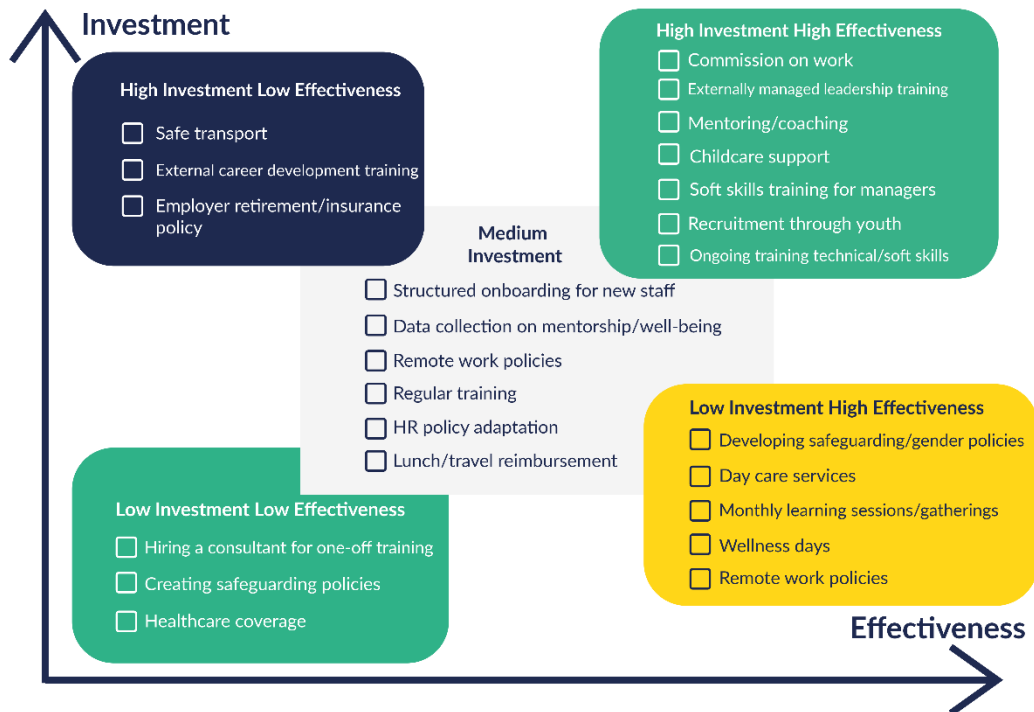 Investment
High Investment Low Effectiveness
Safe transport
External career development training
Employer retirement/insurance
policy
High Investment High Effectiveness
Commission on work
Externally managed leadership training
Mentoring/coaching
Childcare support
Soft skills training for managers
Recruitment through youth
Ongoing training technical/soft skills
Medium
Investment
Structured onboarding for new staff
Data collection on mentorship/well-being
Remote work policies
Regular training
HR policy adaptation
Lunch/travel reimbursement
Low Investment Low Effectiveness
Hiring a consultant for one-off training
Creating safeguarding policies
Healthcare coverage
Low Investment High Effectiveness
Developing safeguarding/gender policies
Day care services
Monthly learning sessions/gatherings
Wellness days
Remote work policies
Effectiveness